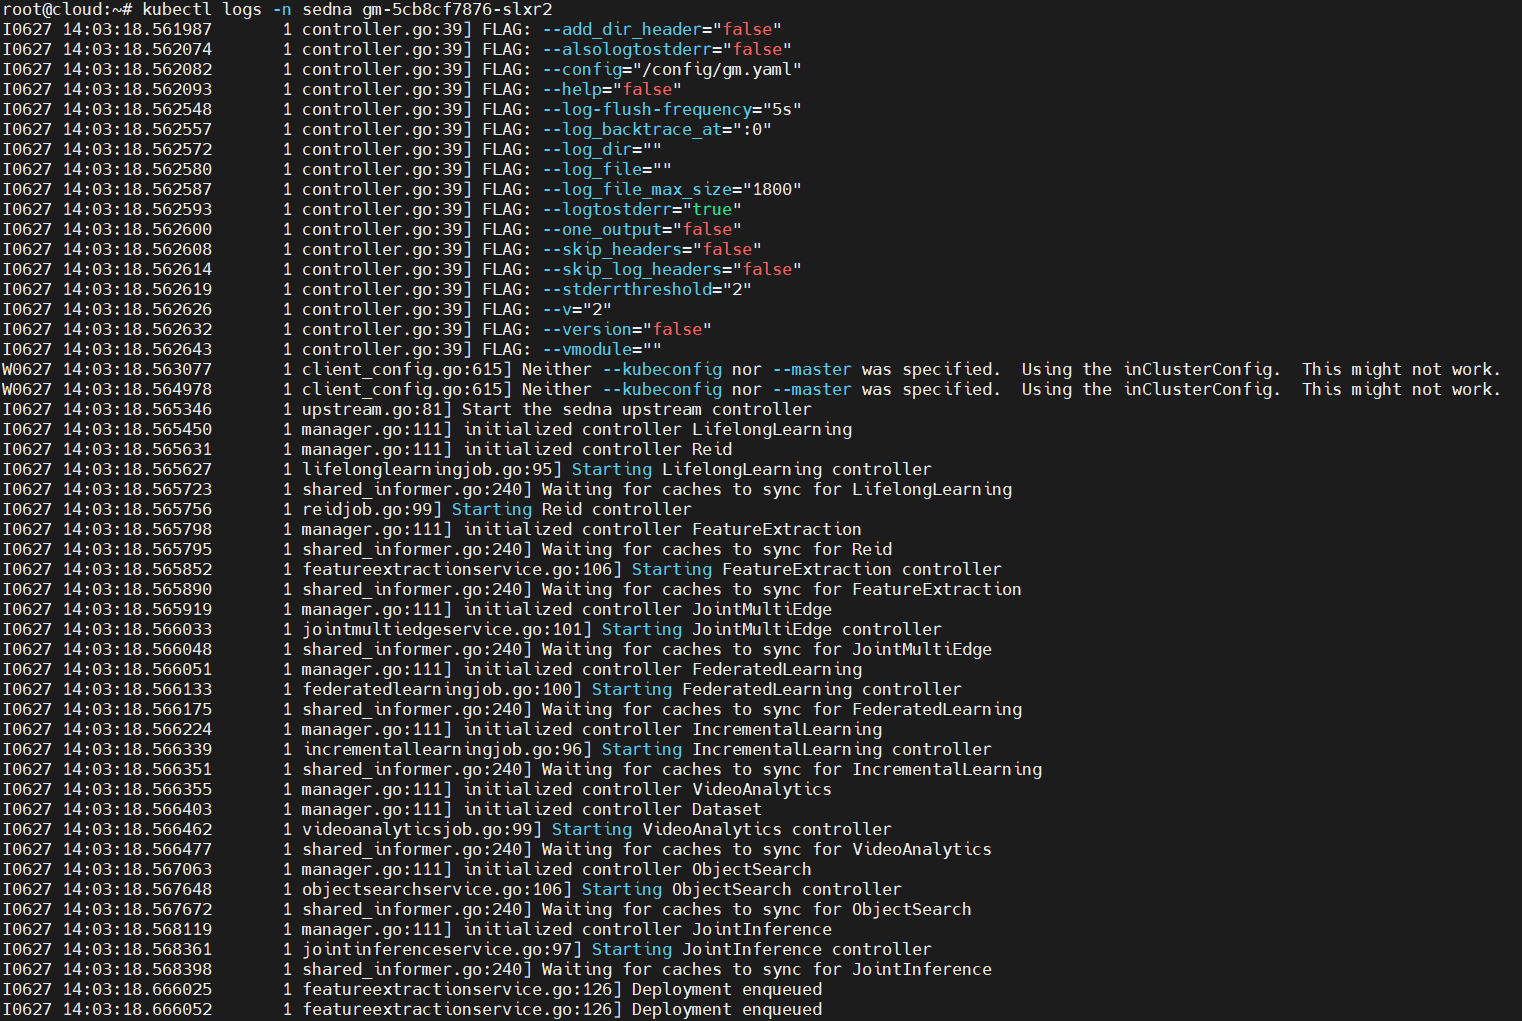 root@cloud:~# kubectl logs -n sedna gm-5cb8cf7876-slxr2
I0627 14:03:18.561987       1 controller.go:39] FLAG: --add_dir_header="false"
I0627 14:03:18.562074       1 controller.go:39] FLAG: --alsologtostderr="false"
I0627 14:03:18.562082       1 controller.go:39] FLAG: --config="/config/gm.yaml"
I0627 14:03:18.562093       1 controller.go:39] FLAG: --help="false"
I0627 14:03:18.562548       1 controller.go:39] FLAG: --log-flush-frequency="5s"
I0627 14:03:18.562557       1 controller.go:39] FLAG: --log_backtrace_at=":0"
I0627 14:03:18.562572       1 controller.go:39] FLAG: --log_dir=""
I0627 14:03:18.562580       1 controller.go:39] FLAG: --log_file=""
I0627 14:03:18.562587       1 controller.go:39] FLAG: --log_file_max_size="1800"
I0627 14:03:18.562593       1 controller.go:39] FLAG: --logtostderr="true"
I0627 14:03:18.562600       1 controller.go:39] FLAG: --one_output="false"
I0627 14:03:18.562608       1 controller.go:39] FLAG: --skip_headers="false"
I0627 14:03:18.562614       1 controller.go:39] FLAG: --skip_log_headers="false"
I0627 14:03:18.562619       1 controller.go:39] FLAG: --stderrthreshold="2"
I0627 14:03:18.562626       1 controller.go:39] FLAG: --v="2"
I0627 14:03:18.562632       1 controller.go:39] FLAG: --version="false"
I0627 14:03:18.562643       1 controller.go:39] FLAG: --vmodule=""
W0627 14:03:18.563077       1 client_config.go:615] Neither --kubeconfig nor --master was specified.  Using the inClusterConfig.  This might not work.
W0627 14:03:18.564978       1 client_config.go:615] Neither --kubeconfig nor --master was specified.  Using the inClusterConfig.  This might not work.
I0627 14:03:18.565346       1 upstream.go:81] Start the sedna upstream controller
I0627 14:03:18.565450       1 manager.go:111] initialized controller LifelongLearning
I0627 14:03:18.565631       1 manager.go:111] initialized controller Reid
I0627 14:03:18.565627       1 lifelonglearningjob.go:95] Starting LifelongLearning controller
I0627 14:03:18.565723       1 shared_informer.go:240] Waiting for caches to sync for LifelongLearning
I0627 14:03:18.565756       1 reidjob.go:99] Starting Reid controller
I0627 14:03:18.565798       1 manager.go:111] initialized controller FeatureExtraction
I0627 14:03:18.565795       1 shared_informer.go:240] Waiting for caches to sync for Reid
I0627 14:03:18.565852       1 featureextractionservice.go:106] Starting FeatureExtraction controller
I0627 14:03:18.565890       1 shared_informer.go:240] Waiting for caches to sync for FeatureExtraction
I0627 14:03:18.565919       1 manager.go:111] initialized controller JointMultiEdge
I0627 14:03:18.566033       1 jointmultiedgeservice.go:101] Starting JointMultiEdge controller
I0627 14:03:18.566048       1 shared_informer.go:240] Waiting for caches to sync for JointMultiEdge
I0627 14:03:18.566051       1 manager.go:111] initialized controller FederatedLearning
I0627 14:03:18.566133       1 federatedlearningjob.go:100] Starting FederatedLearning controller
I0627 14:03:18.566175       1 shared_informer.go:240] Waiting for caches to sync for FederatedLearning
I0627 14:03:18.566224       1 manager.go:111] initialized controller IncrementalLearning
I0627 14:03:18.566339       1 incrementallearningjob.go:96] Starting IncrementalLearning controller
I0627 14:03:18.566351       1 shared_informer.go:240] Waiting for caches to sync for IncrementalLearning
I0627 14:03:18.566355       1 manager.go:111] initialized controller VideoAnalytics
I0627 14:03:18.566403       1 manager.go:111] initialized controller Dataset
I0627 14:03:18.566462       1 videoanalyticsjob.go:99] Starting VideoAnalytics controller
I0627 14:03:18.566477       1 shared_informer.go:240] Waiting for caches to sync for VideoAnalytics
I0627 14:03:18.567063       1 manager.go:111] initialized controller ObjectSearch
I0627 14:03:18.567648       1 objectsearchservice.go:106] Starting ObjectSearch controller
I0627 14:03:18.567672       1 shared_informer.go:240] Waiting for caches to sync for ObjectSearch
I0627 14:03:18.568119       1 manager.go:111] initialized controller JointInference
I0627 14:03:18.568361       1 jointinferenceservice.go:97] Starting JointInference controller
I0627 14:03:18.568398       1 shared_informer.go:240] Waiting for caches to sync for JointInference
I0627 14:03:18.666025       1 featureextractionservice.go:126] Deployment enqueued
I0627 14:03:18.666052       1 featureextractionservice.go:126] Deployment enqueued